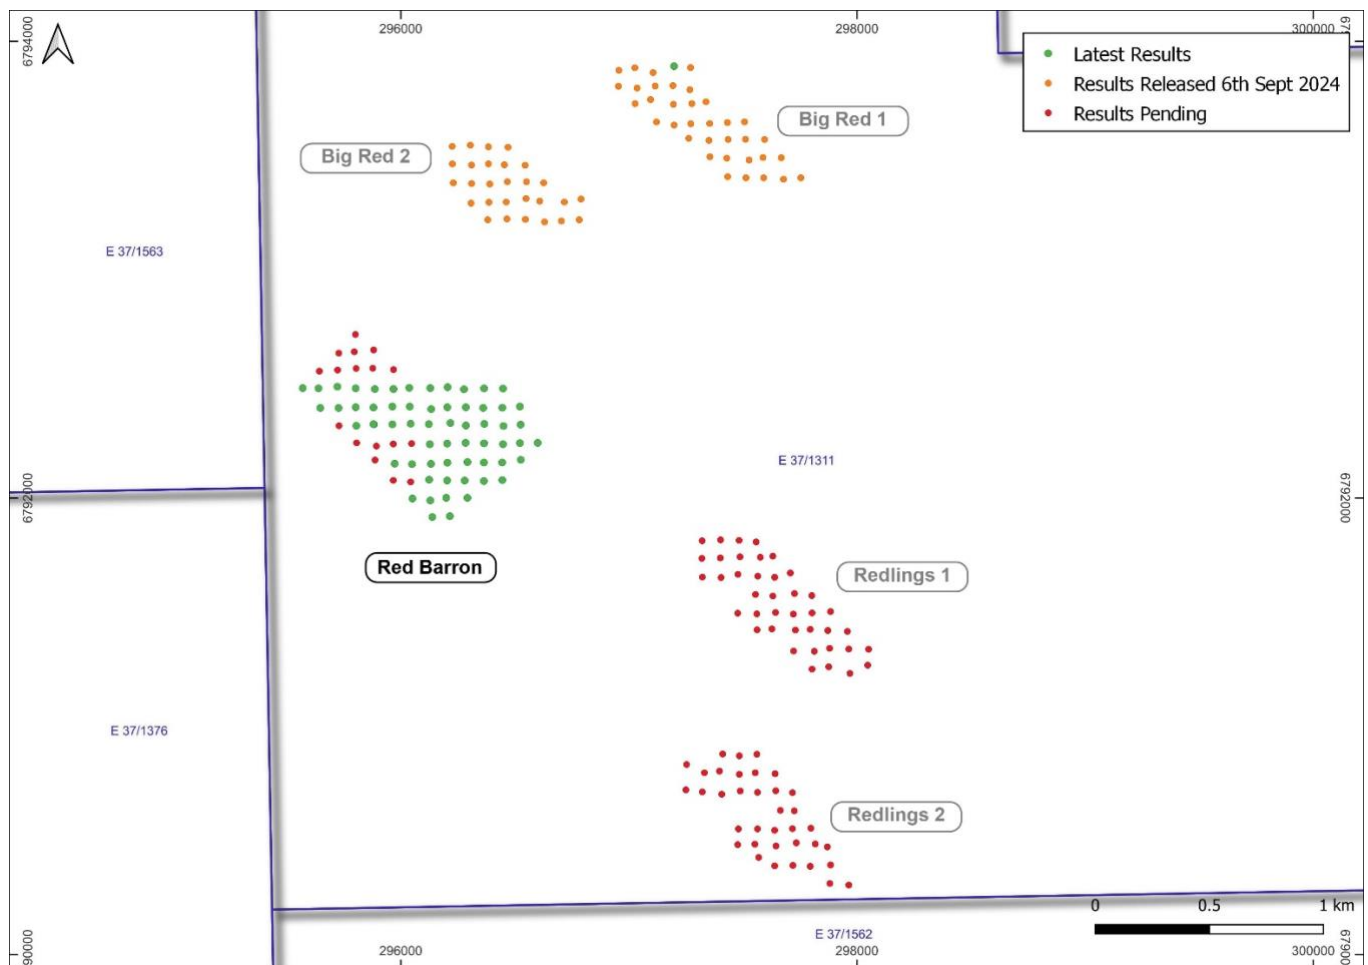 296000
298000
300000
6794000
Latest Results
Results Released 6th Sept 2024
Results Pending
Big Red 1
Big Red 2
E 37/1563
E 37/1311
6792000
6792000
Red Barron
Redlings 1
E 37/1376
Redlings 2
0 0.5 1 km
E 37/1562
296000
298000
300000
90000
6790